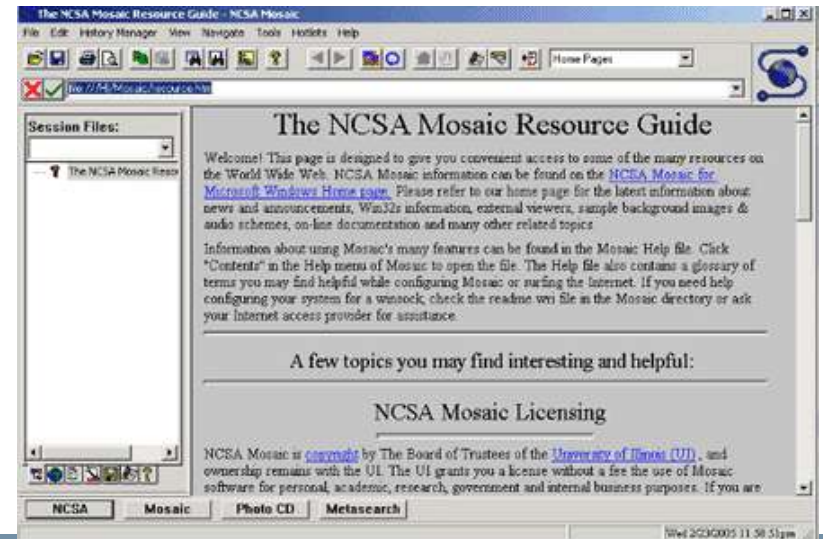 The NCSA Mosaic Resource Guide - NCSA Mosaic
File Edit History Manager View Navigate Tools Hotlists Help
Home Pages
file:///H|/Mosaic/resource.htm
Session Files:
The NCSA Mosaic Resor
The NCSA Mosaic Resource Guide
Welcome! This page is designed to give you convenient access to some of the many resources on
the World Wide Web. NCSA Mosaic information can be found on the NCSA Mosaic for
Microsoft Windows Home page. Please refer to our home page for the latest information about
news and announcements, Win32s information, external viewers, sample background images &
audio schemes, on-line documentation and many other related topics.
Information about using Mosaic's many features can be found in the Mosaic Help file. Click
"Contents" in the Help menu of Mosaic to open the file. The Help file also contains a glossary of
terms you may find helpful while configuring Mosaic or surfing the Internet. If you need help
configuring your system for a winsock, check the readme.wri file in the Mosaic directory or ask
your Internet access provider for assistance.
A few topics you may find interesting and helpful:
NCSA Mosaic Licensing
NCSA Mosaic is copyright by The Board of Trustees of the University of Illinois (UI), and
ownership remains with the UI. The UI grants you a license without a fee the use of Mosaic
software for personal, academic, research, government and internal business purposes. If you are
NCSA Mosaic Photo CD Metasearch
Wed 2/23/2005 11:50:51pm